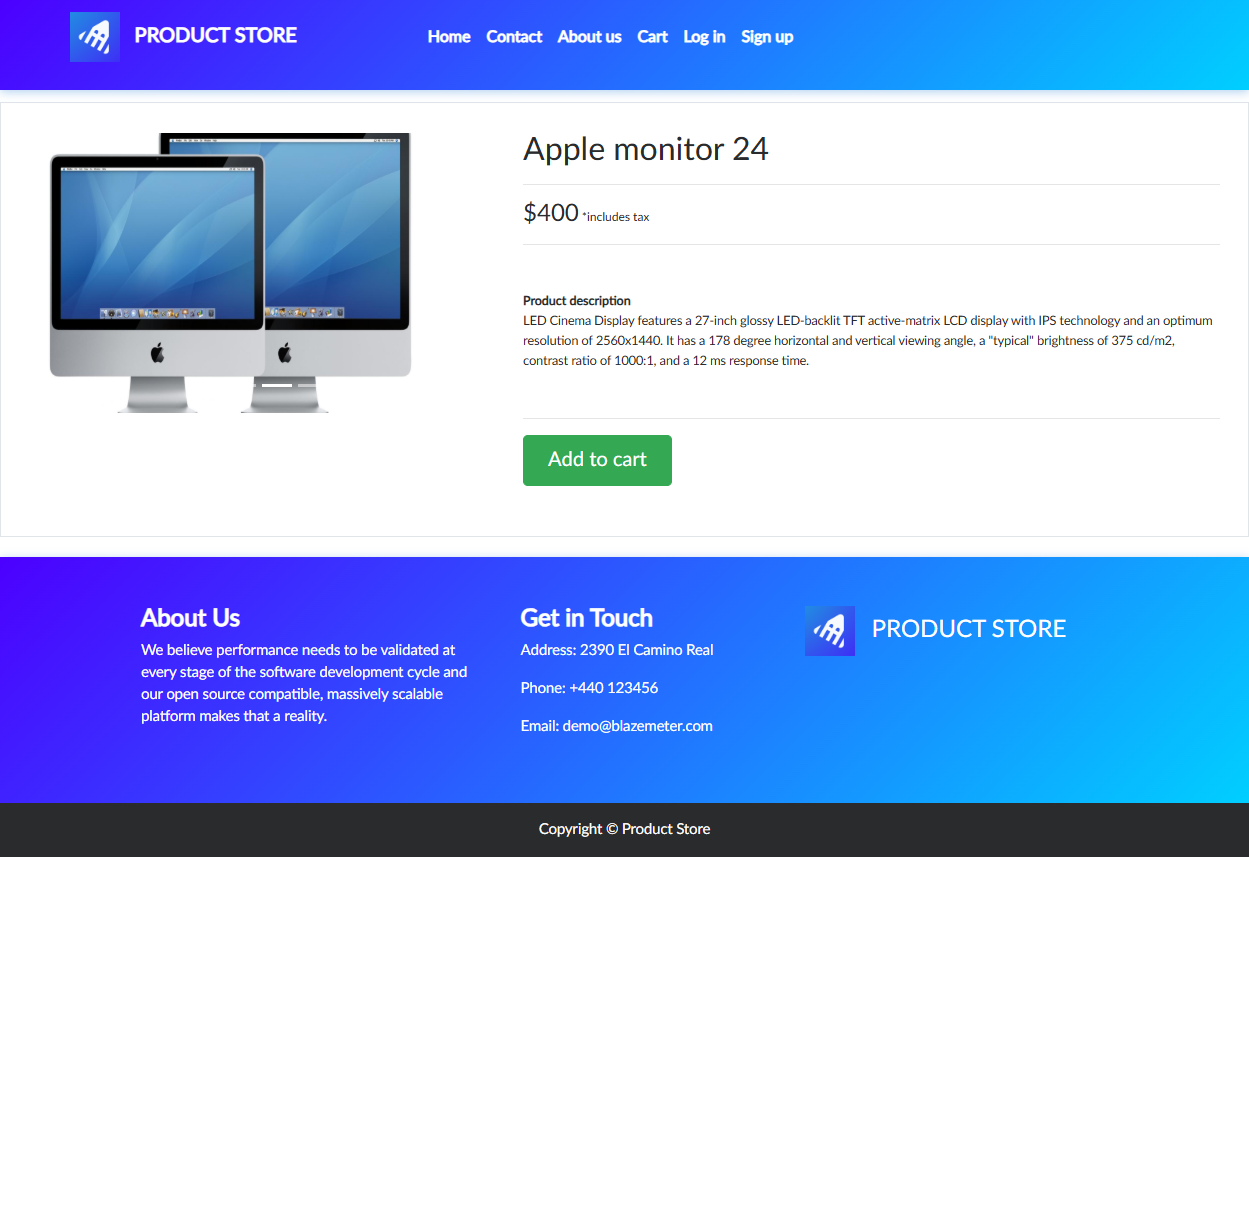 PRODUCT STORE
Home Contact About us Cart Log in Sign up
Apple monitor 24
$400 *includes tax
Product description
LED Cinema Display features a 27-inch glossy LED-backlit TFT active-matrix LCD display with IPS technology and an optimum
resolution of 2560x1440. It has a 178 degree horizontal and vertical viewing angle, a "typical" brightness of 375 cd/m2,
contrast ratio of 1000:1, and a 12 ms response time.
Add to cart
About Us
We believe performance needs to be validated at
every stage of the software development cycle and
our open source compatible, massively scalable
platform makes that a reality.
Get in Touch
Address: 2390 El Camino Real
Phone: +440 123456
Email: demo@blazemeter.com
PRODUCT STORE
Copyright © Product Store